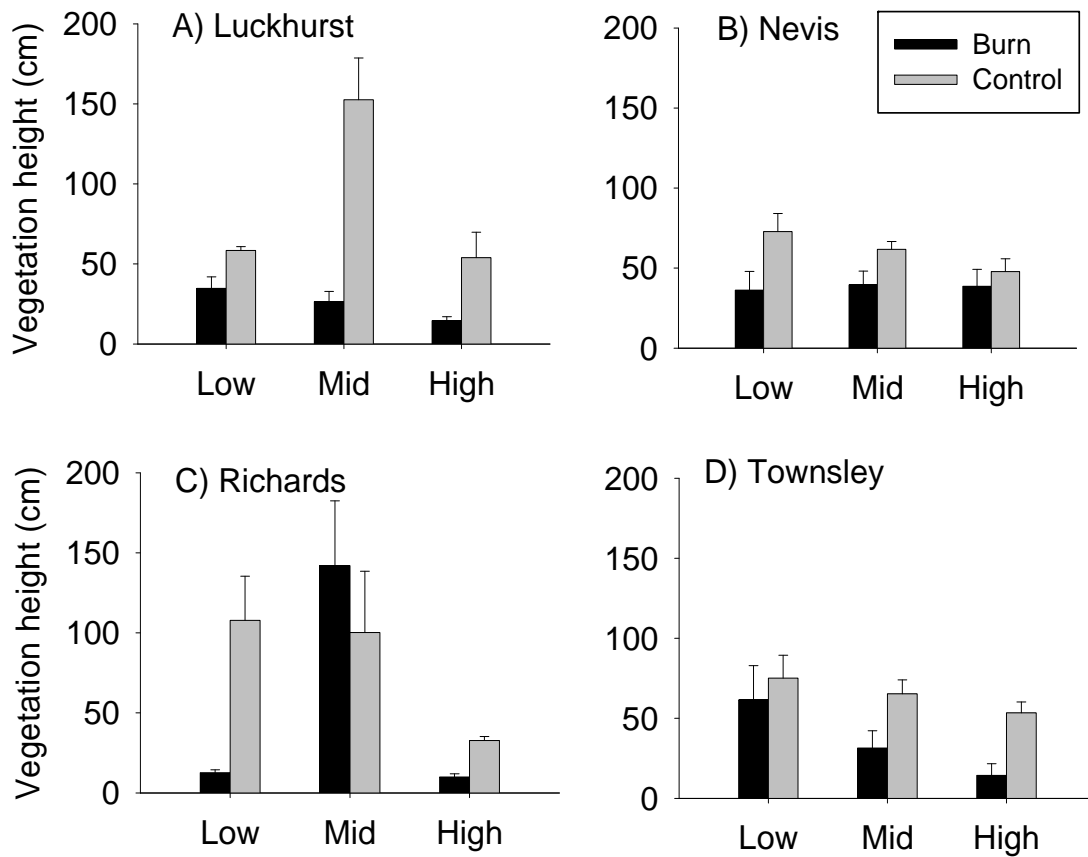 A) Luckhurst
Vegetation height (cm)
200
150
100
50
0
Low Mid High
B) Nevis
Burn
Control
200
150
100
50
0
Low Mid High
C) Richards
Vegetation height (cm)
200
150
100
50
0
Low Mid High
D) Townsley
200
150
100
50
0
Low Mid High